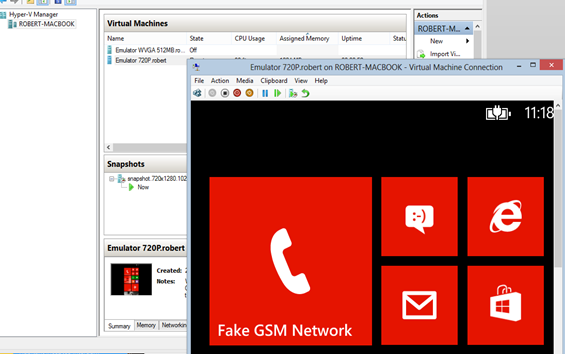 Hyper-V Manager
ROBERT-MACBOOK
Virtual Machines
Name State CPU Usage Assigned Memory Uptime
Emulator WVGA 512MB.ro... Off
Emulator 720P.robert
Snapshots
snapshot.720x1280.102
Now
Emulator 720P.robert
Created:
Notes:
Summary Memory Networkin
Actions
ROBERT-M...
New
Import Vi...
Emulator 720P.robert on ROBERT-MACBOOK - Virtual Machine Connection
File Action Media Clipboard View Help
11:18
:-)
Fake GSM Network